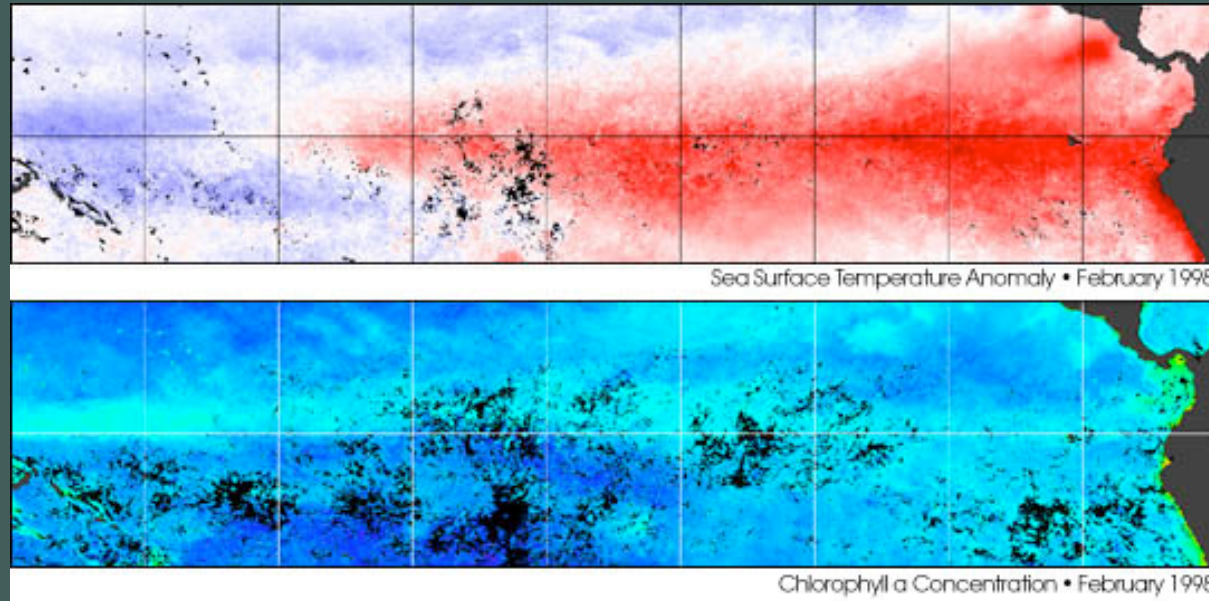 Sea Surface Temperature Anomaly • February 1998
Chlorophyll a Concentration • February 1998